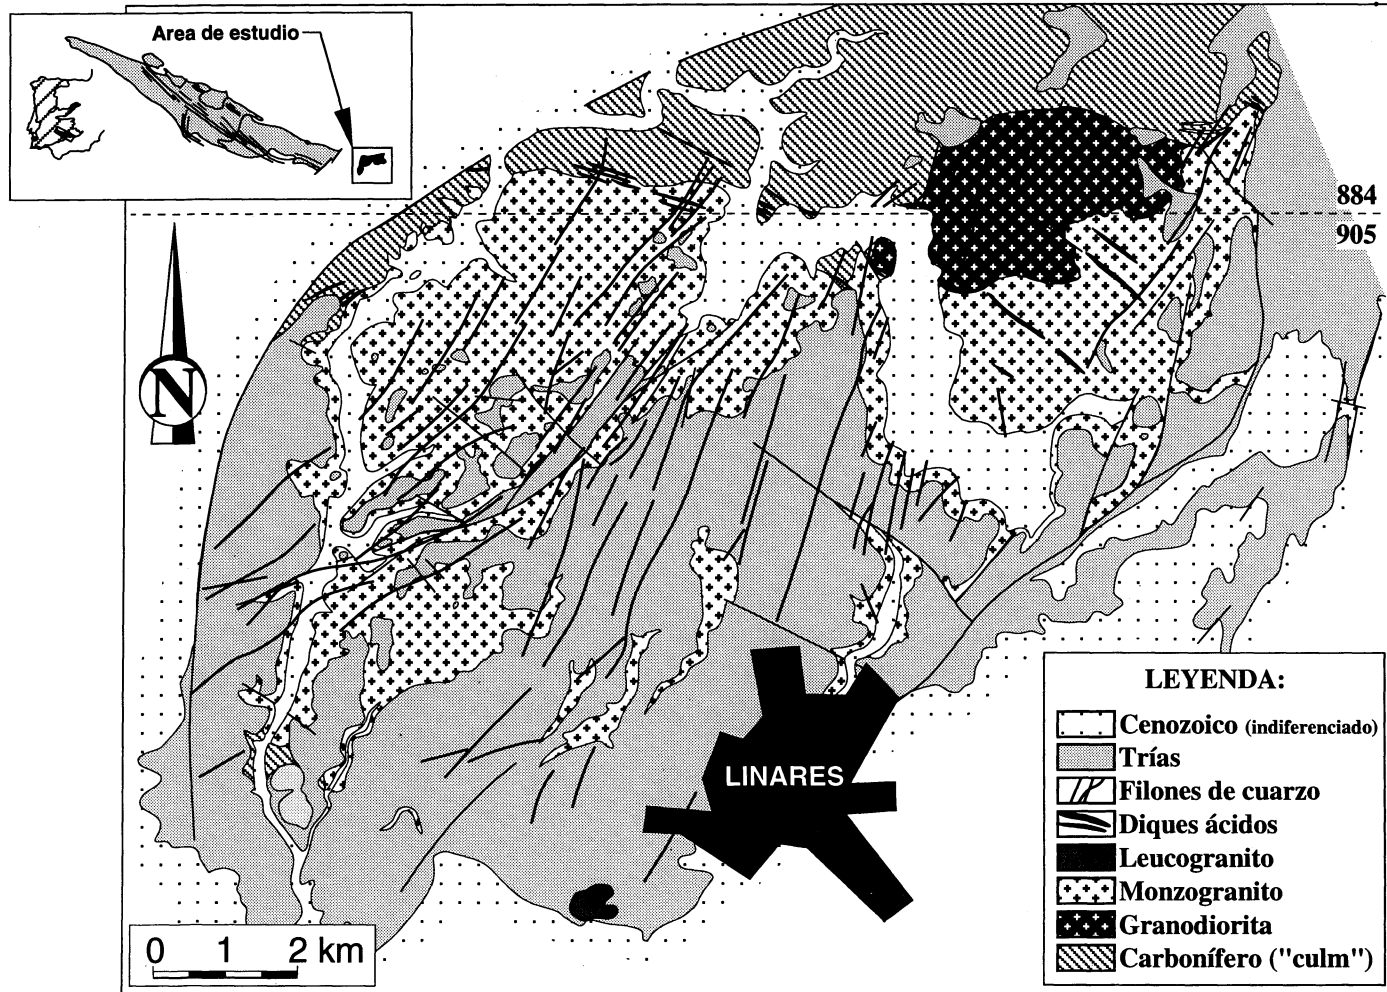 Area de estudio
884
905
N
LINARES
LEYENDA:
Cenozoico (indiferenciado)
Trías
Filones de cuarzo
Diques ácidos
Leucogranito
Monzogranito
Granodiorita
Carbonífero ("culm")
0 1 2 km